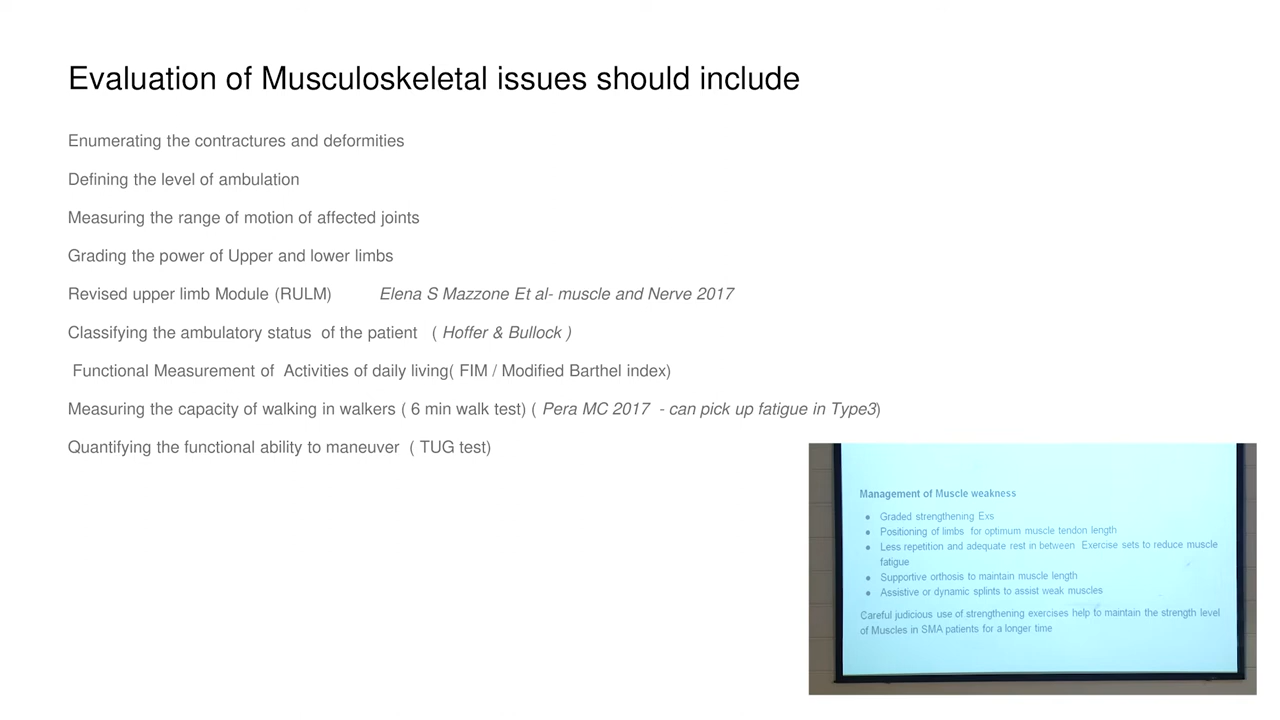 Evaluation of Musculoskeletal issues should include
Enumerating the contractures and deformities
Defining the level of ambulation
Measuring the range of motion of affected joints
Grading the power of Upper and lower limbs
Revised upper limb Module (RULM) Elena S Mazzone Et al- muscle and Nerve 2017
Classifying the ambulatory status of the patient ( Hoffer & Bullock )
Functional Measurement of Activities of daily living( FIM / Modified Barthel index)
Measuring the capacity of walking in walkers ( 6 min walk test) ( Pera MC 2017 - can pick up fatigue in Type3)
Quantifying the functional ability to maneuver ( TUG test)
Management of Muscle weakness
● Graded strengthening Exs
● Positioning of limbs for optimum muscle tendon length
● Less repetition and adequate rest in between Exercise sets to reduce muscle
fatigue
● Supportive orthosis to maintain muscle length
● Assistive or dynamic splints to assist weak muscles
Careful judicious use of strengthening exercises help to maintain the strength level
of Muscles in SMA patients for a longer time